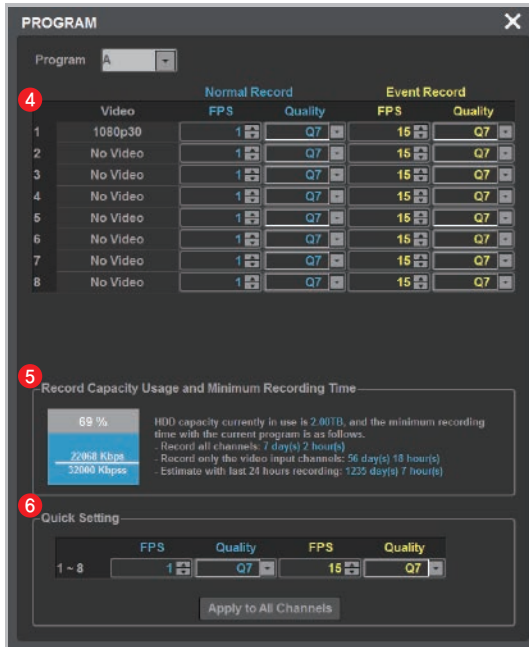 PROGRAM
Program A
4
Normal Record Event Record
Video FPS Quality FPS Quality
1 1080p30 1 Q7 15 Q7
2 No Video 1 Q7 15 Q7
3 No Video 1 Q7 15 Q7
4 No Video 1 Q7 15 Q7
5 No Video 1 Q7 15 Q7
6 No Video 1 Q7 15 Q7
7 No Video 1 Q7 15 Q7
8 No Video 1 Q7 15 Q7
5
Record Capacity Usage and Minimum Recording Time
69 %
22068 Kbps
32000 Kbpss
HDD capacity currently in use is 2.00TB, and the minimum recording
time with the current program is as follows.
- Record all channels: 7 day(s) 2 hour(s)
- Record only the video input channels: 56 day(s) 18 hour(s)
- Estimate with last 24 hours recording: 1235 day(s) 7 hour(s)
6
Quick Setting
FPS Quality FPS Quality
1 ~ 8 1 Q7 15 Q7
Apply to All Channels